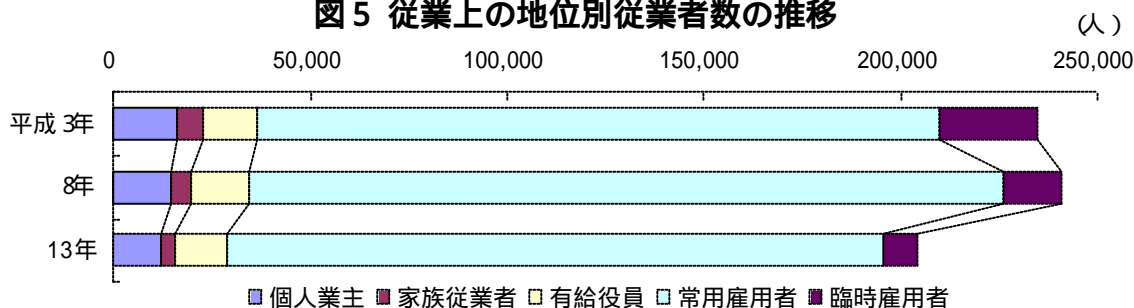 図5 従業上の地位別従業者数の推移
(人)
0 50,000 100,000 150,000 200,000 250,000
平成3年
8年
13年
個人業主 家族従業者 有給役員 常用雇用者 臨時雇用者